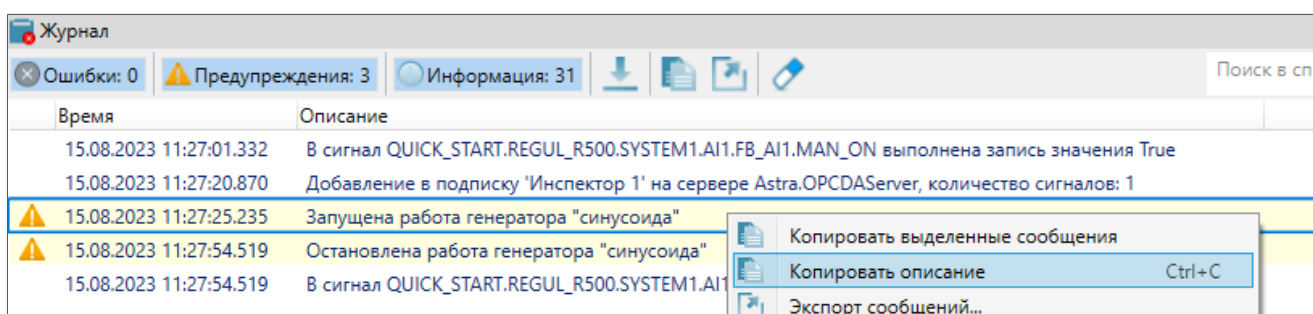 Журнал
Ошибки: 0 Предупреждения: 3 Информация: 31 Поиск в сп
Время Описание
15.08.2023 11:27:01.332 В сигнал QUICK_START.REGUL_R500.SYSTEM1.AI1.FB_AI1.MAN_ON выполнена запись значения True
15.08.2023 11:27:20.870 Добавление в подписку 'Инспектор 1' на сервере Astra.OPCDAServer, количество сигналов: 1
15.08.2023 11:27:25.235 Запущена работа генератора "синусоида"
Копировать выделенные сообщения
15.08.2023 11:27:54.519 Остановлена работа генератора "синусоида"
Копировать описание Ctrl+C
15.08.2023 11:27:54.519 В сигнал QUICK_START.REGUL_R500.SYSTEM1.AI1
Экспорт сообщений...